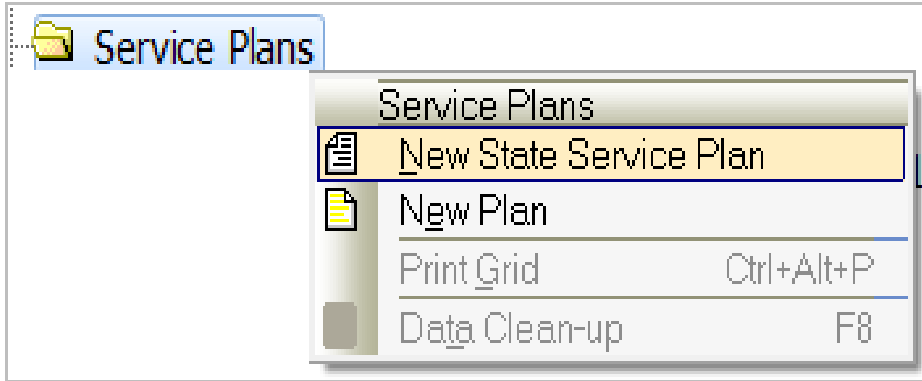 Service Plans
Service Plans
New State Service Plan
New Plan
Print Grid Ctrl+Alt+P
Data Clean-up F8